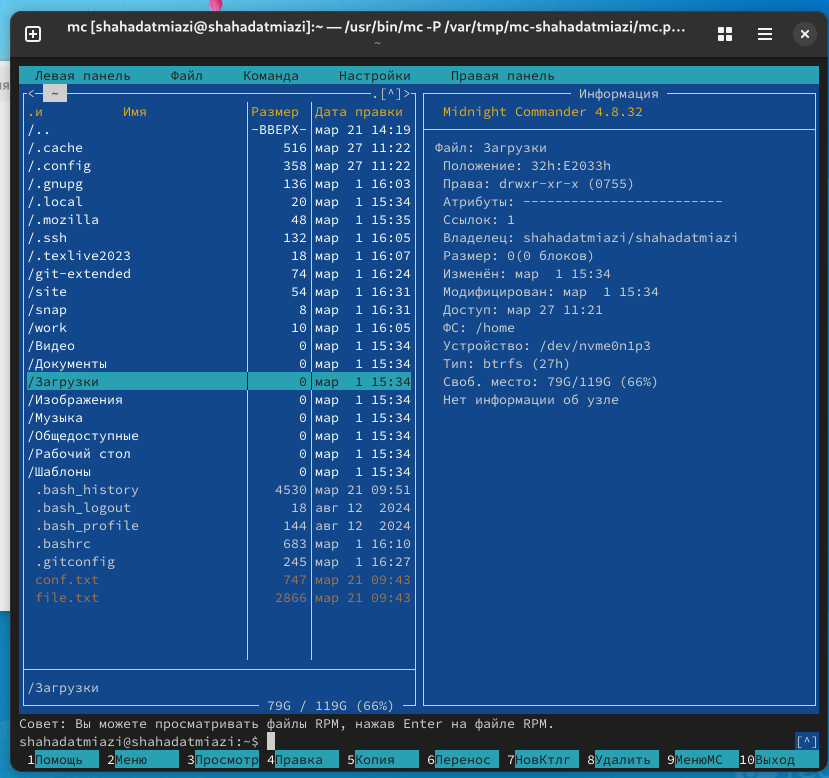 mc [shahadatmiazi@shahadatmiazi]:~ — /usr/bin/mc -P /var/tmp/mc-shahadatmiazi/mc.p…
~
Левая панель Файл Команда Настройки Правая панель
<─ ~ .[^]>
.и Имя Размер Дата правки
/.. -ВВЕРХ- мар 21 14:19
/.cache 516 мар 27 11:22
/.config 358 мар 27 11:22
/.gnupg 136 мар 1 16:03
/.local 20 мар 1 15:34
/.mozilla 48 мар 1 15:35
/.ssh 132 мар 1 16:05
/.texlive2023 18 мар 1 16:07
/git-extended 74 мар 1 16:24
/site 54 мар 1 16:31
/snap 8 мар 1 16:31
/work 10 мар 1 16:05
/Видео 0 мар 1 15:34
/Документы 0 мар 1 15:34
/Загрузки 0 мар 1 15:34
/Изображения 0 мар 1 15:34
/Музыка 0 мар 1 15:34
/Общедоступные 0 мар 1 15:34
/Рабочий стол 0 мар 1 15:34
/Шаблоны 0 мар 1 15:34
.bash_history 4530 мар 21 09:51
.bash_logout 18 авг 12 2024
.bash_profile 144 авг 12 2024
.bashrc 683 мар 1 16:10
.gitconfig 245 мар 1 16:27
conf.txt 747 мар 21 09:43
file.txt 2866 мар 21 09:43
/Загрузки
79G / 119G (66%)
Информация
Midnight Commander 4.8.32
Файл: Загрузки
Положение: 32h:E2033h
Права: drwxr-xr-x (0755)
Атрибуты: -------------------------
Ссылок: 1
Владелец: shahadatmiazi/shahadatmiazi
Размер: 0(0 блоков)
Изменён: мар 1 15:34
Модифицирован: мар 1 15:34
Доступ: мар 27 11:21
ФС: /home
Устройство: /dev/nvme0n1p3
Тип: btrfs (27h)
Своб. место: 79G/119G (66%)
Нет информации об узле
Совет: Вы можете просматривать файлы RPM, нажав Enter на файле RPM.
shahadatmiazi@shahadatmiazi:~$ [^]
1Помощь 2Меню 3Просмотр 4Правка 5Копия 6Перенос 7НовКтлг 8Удалить 9МенюМС 10Выход